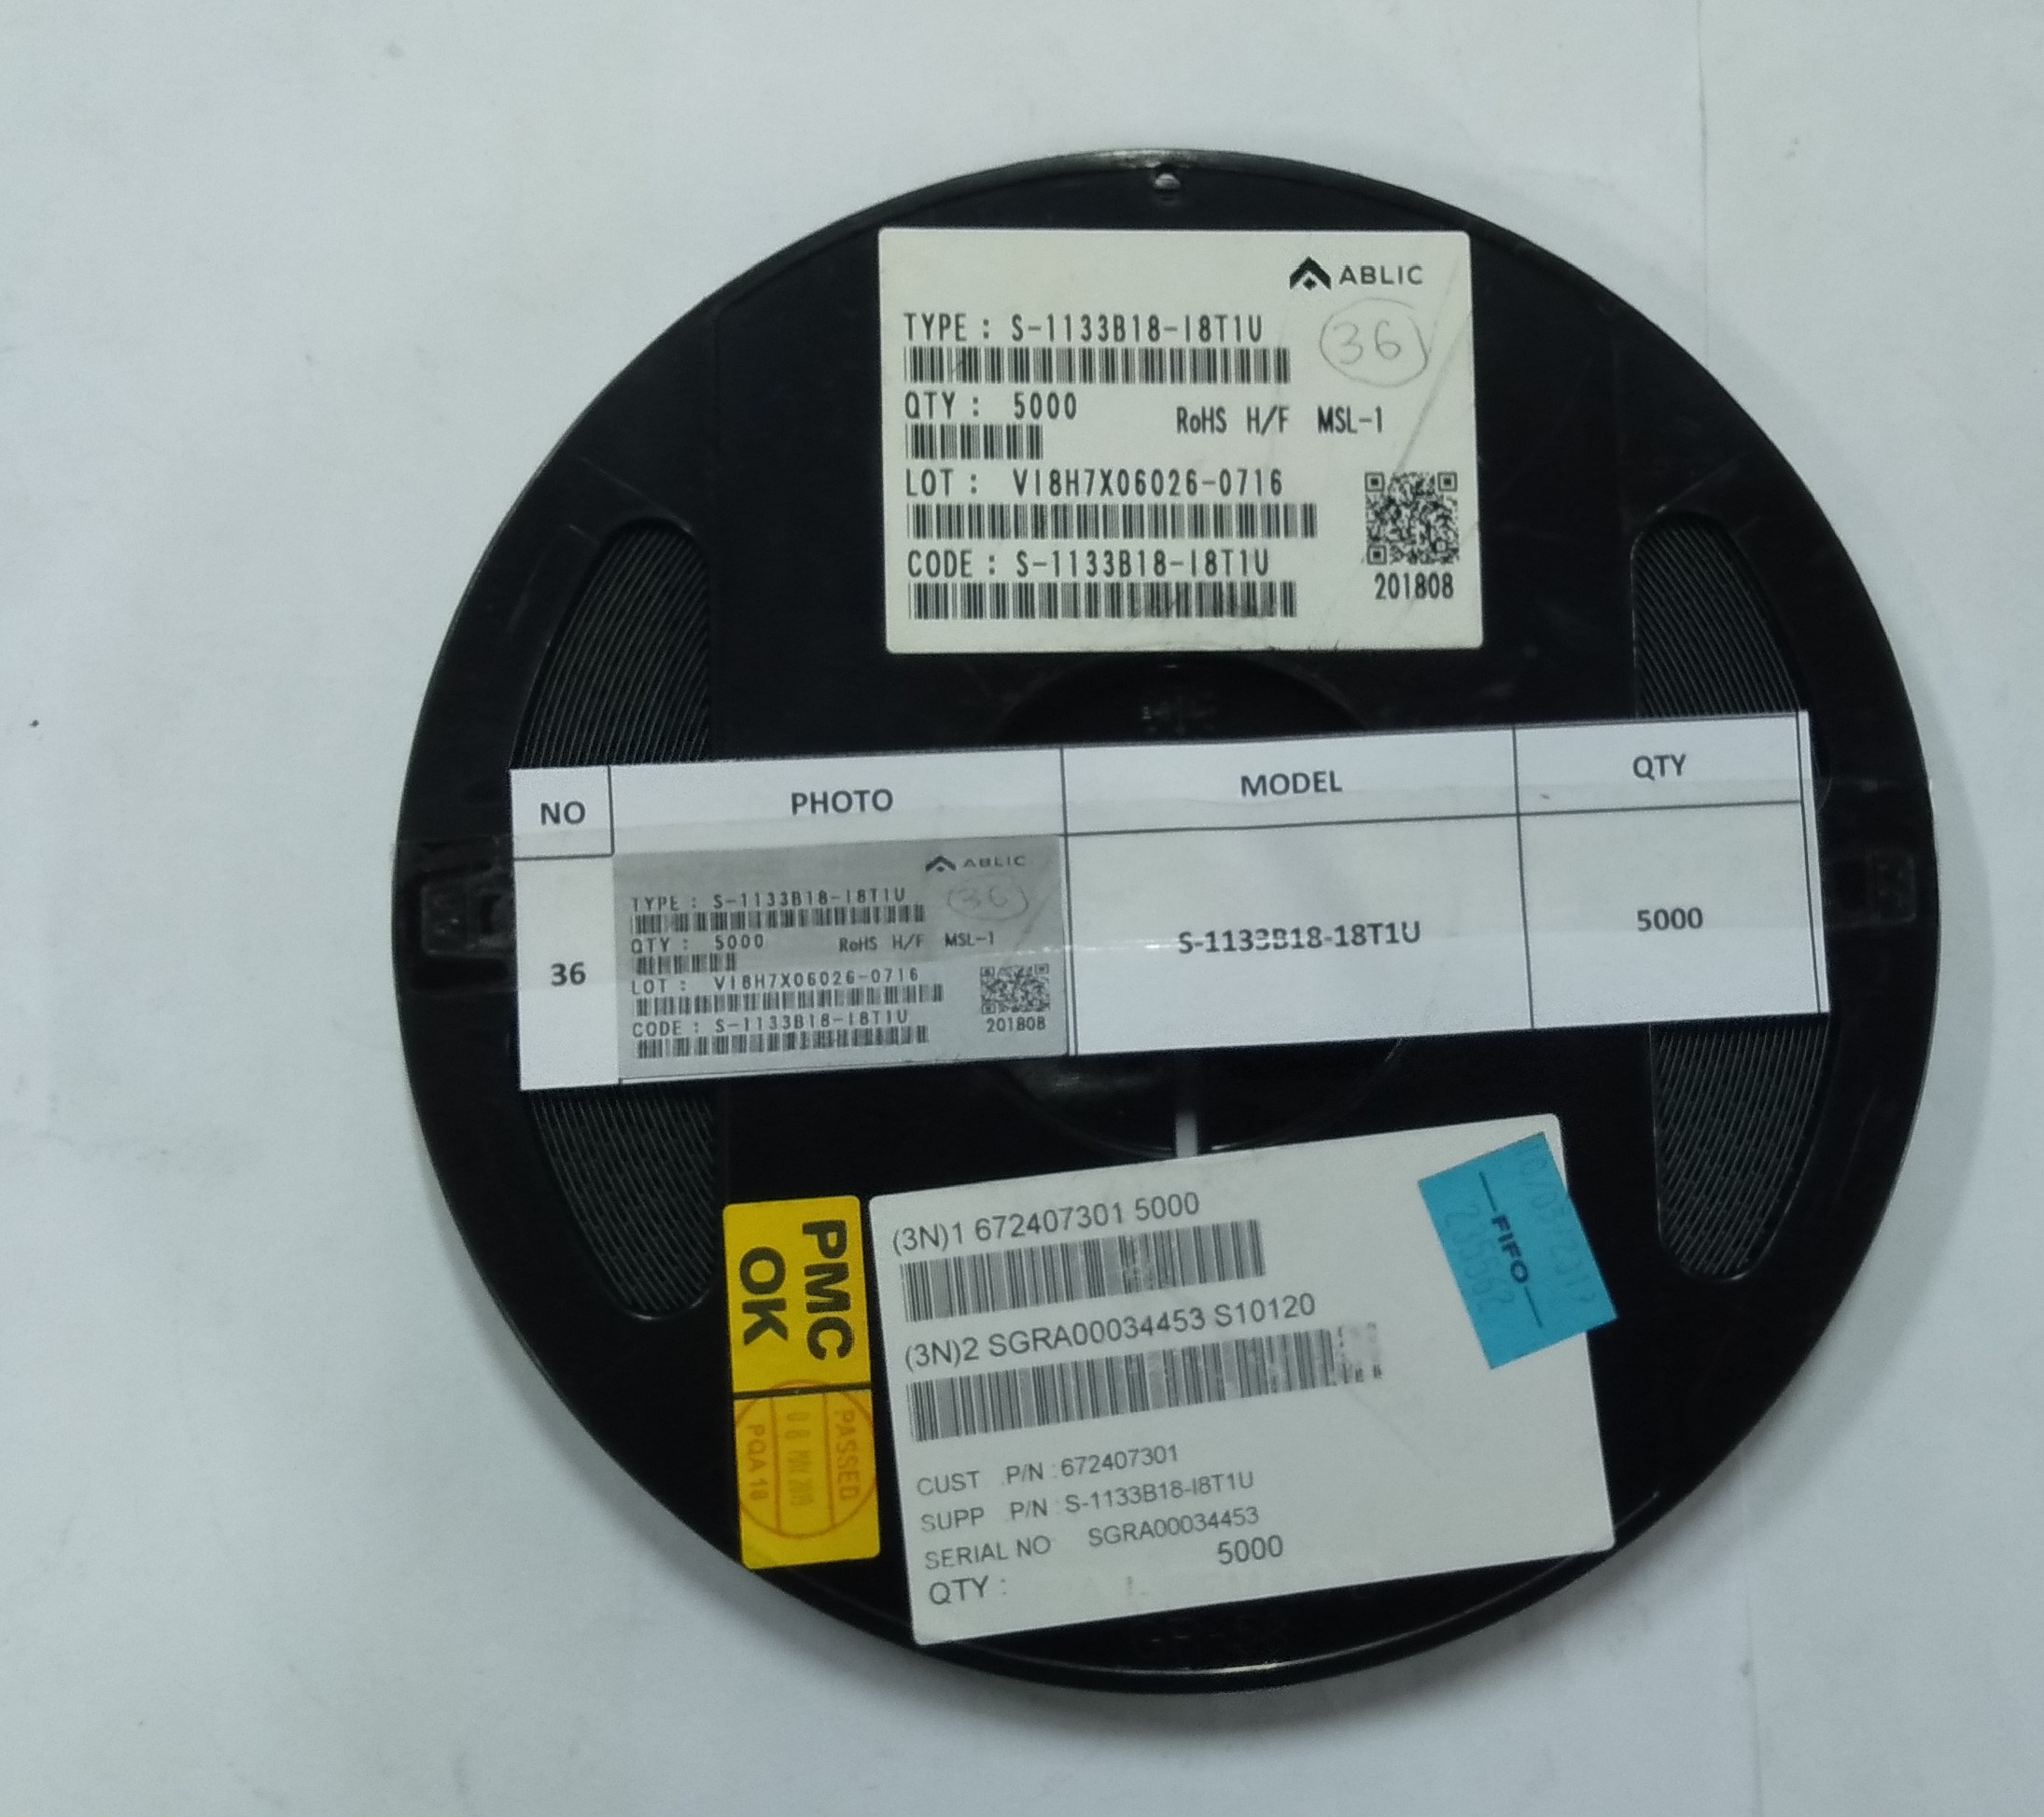 ABLIC
TYPE : S-1133B18-I8T1U
36
QTY : 5000
RoHS H/F MSL-1
LOT : VI8H7X06026-0716
CODE : S-1133B18-I8T1U
201808
NO PHOTO MODEL QTY
36
ABLIC
TYPE : S-1133B18-I8T1U
36
QTY : 5000 RoHS H/F MSL-1
LOT : VI8H7X06026-0716
CODE : S-1133B18-I8T1U
201808
S-1133B18-18T1U
5000
(3N)1 672407301 5000
(3N)2 SGRA00034453 S10120
CUST P/N : 672407301
SUPP P/N : S-1133B18-I8T1U
SERIAL NO SGRA00034453
QTY : 5000
—FIFO—
PMC
OK
PASSED
PQA 18